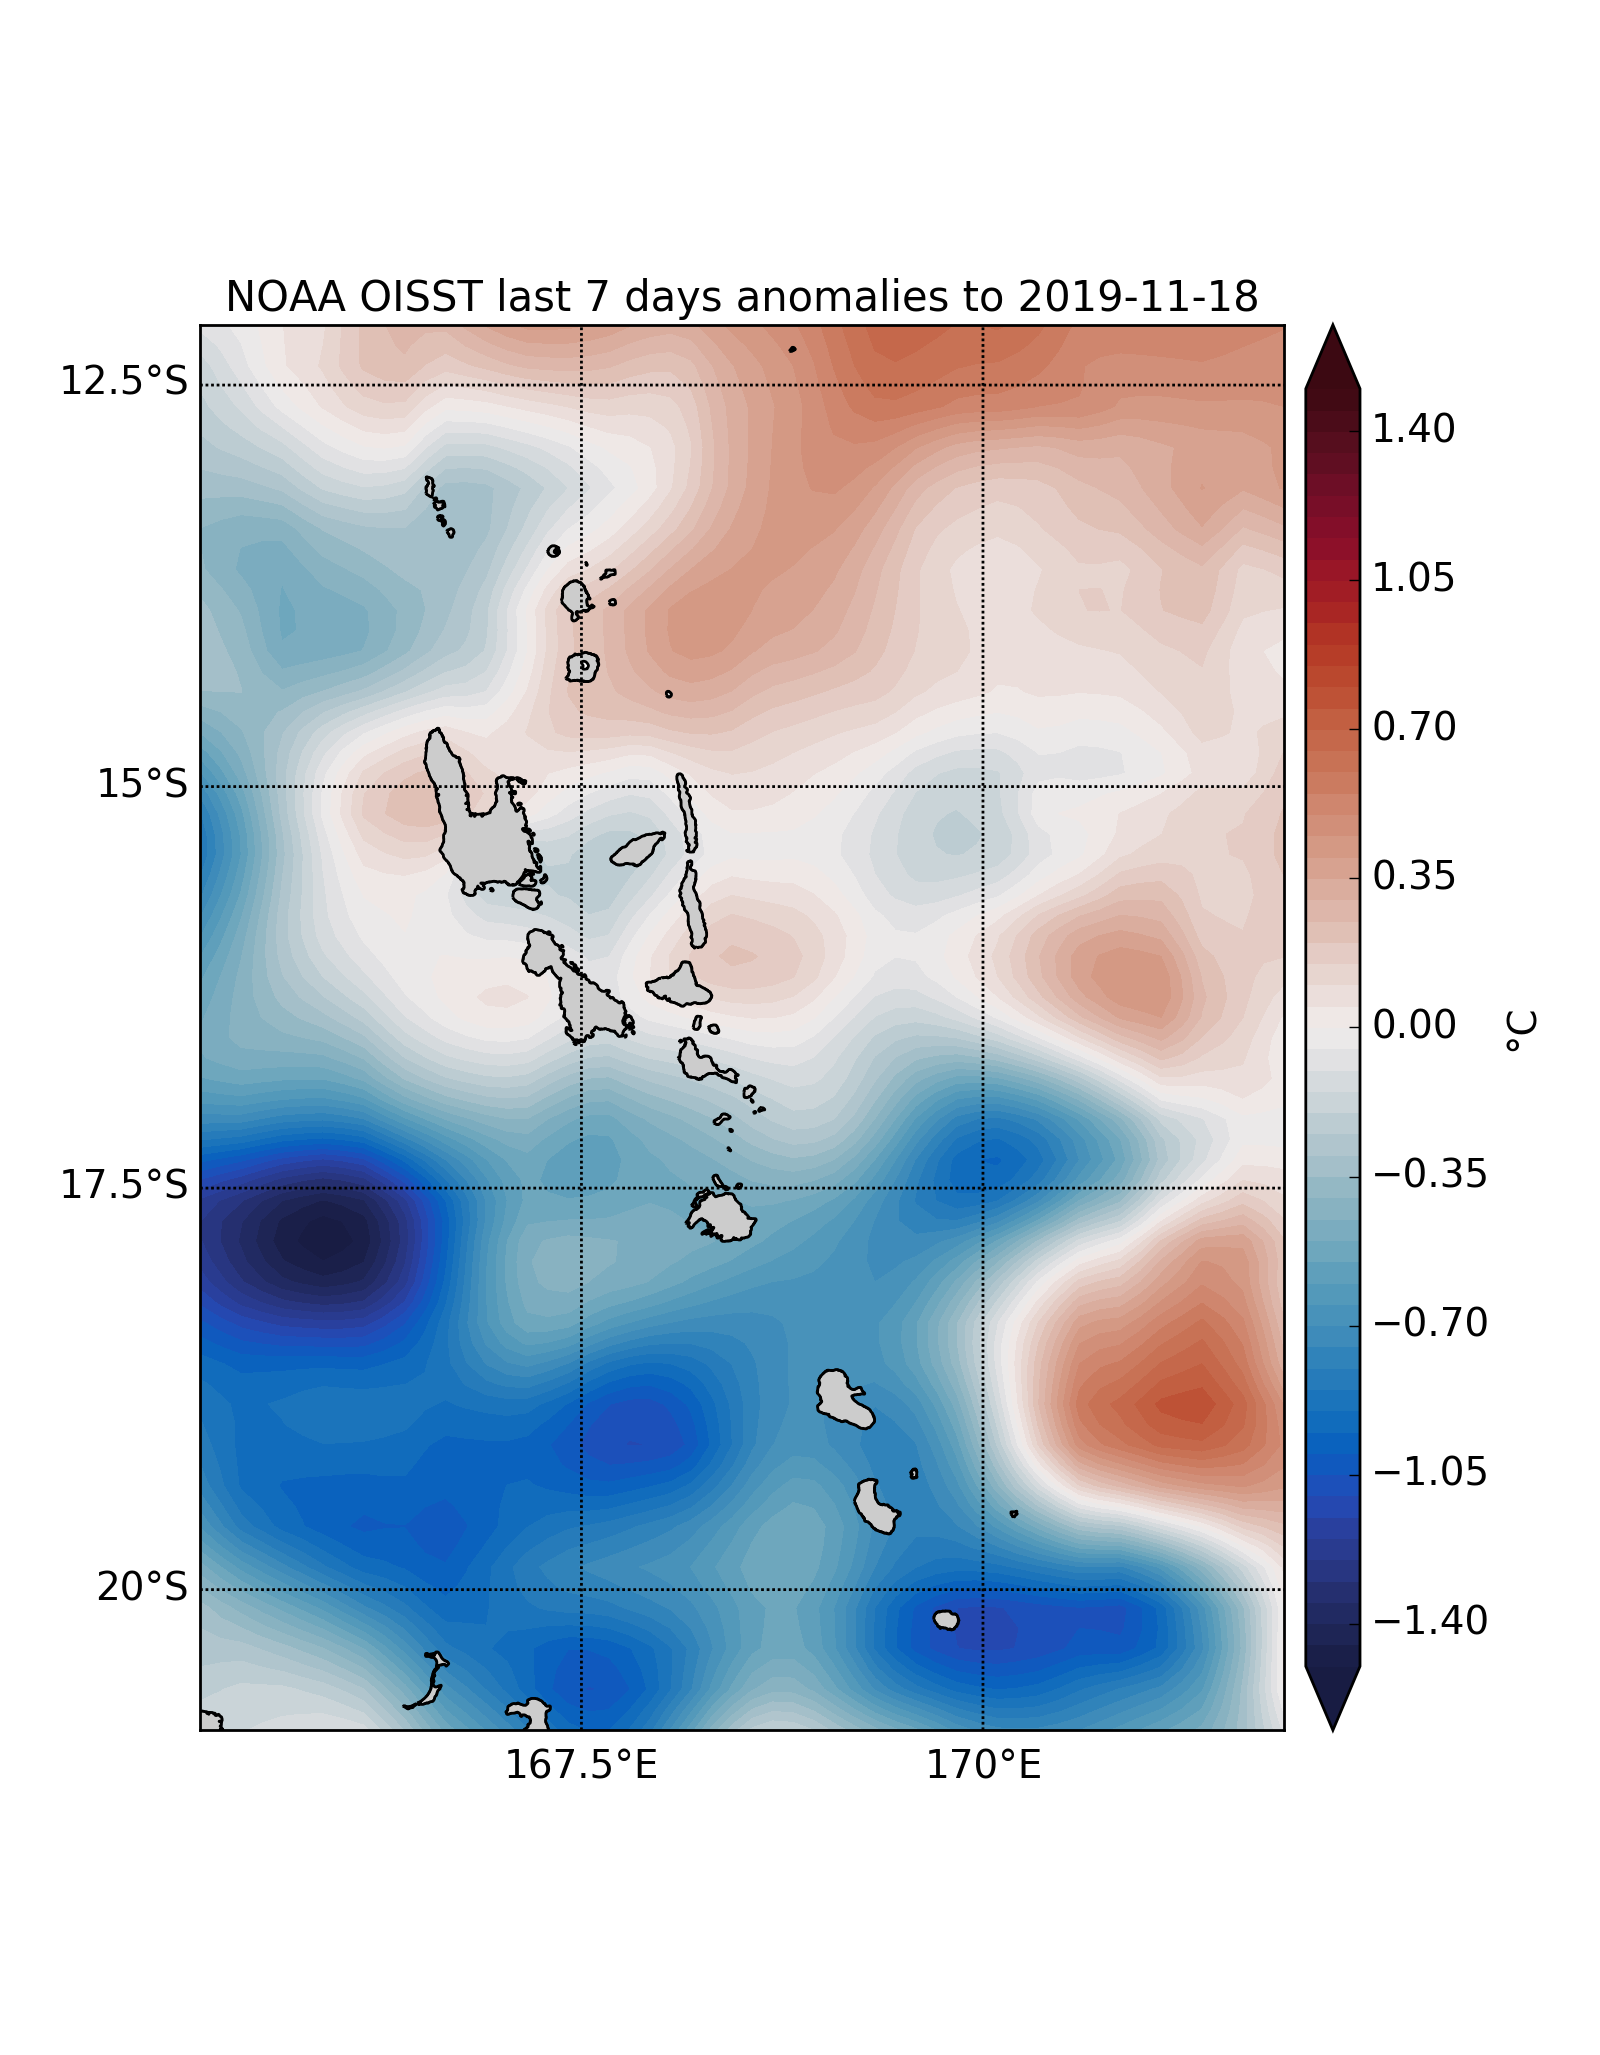 NOAA OISST last 7 days anomalies to 2019-11-18
12.5°S
15°S
17.5°S
20°S
167.5°E
170°E
1.40
1.05
0.70
0.35
0.00
−0.35
−0.70
−1.05
−1.40
°C